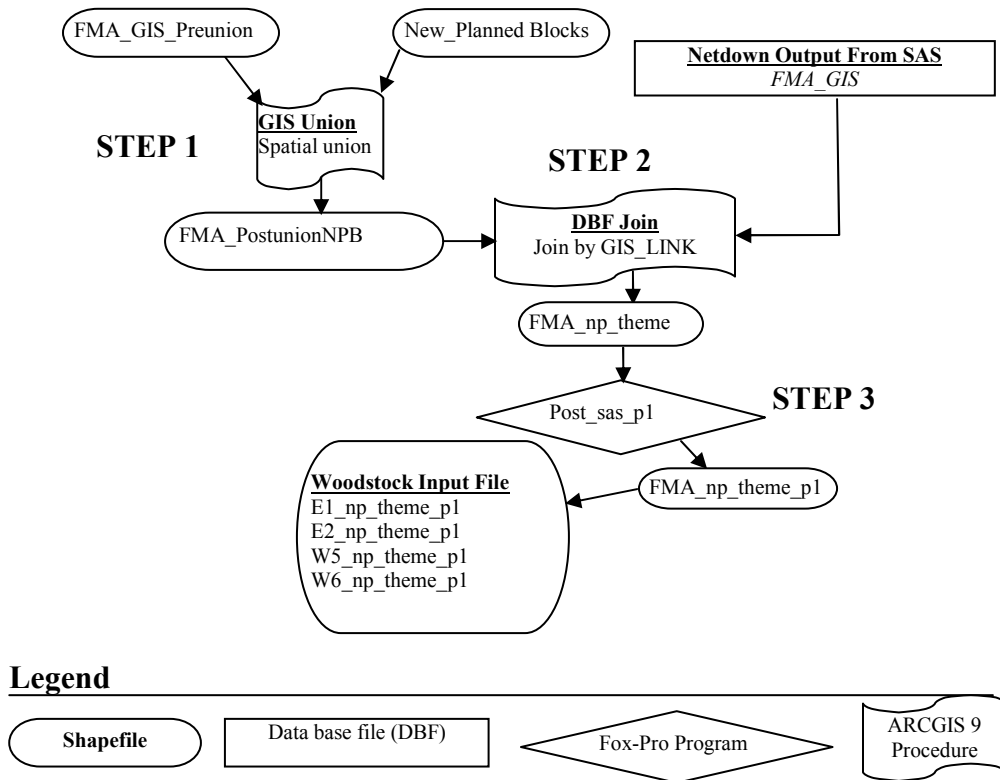 FMA_GIS_Preunion
New_Planned Blocks
Netdown Output From SAS
FMA_GIS
STEP 1
GIS Union
Spatial union
STEP 2
FMA_PostunionNPB
DBF Join
Join by GIS_LINK
FMA_np_theme
Post_sas_p1
STEP 3
FMA_np_theme_p1
Woodstock Input File
E1_np_theme_p1
E2_np_theme_p1
W5_np_theme_p1
W6_np_theme_p1
Legend
Shapefile
Data base file (DBF)
Fox-Pro Program
ARCGIS 9
Procedure